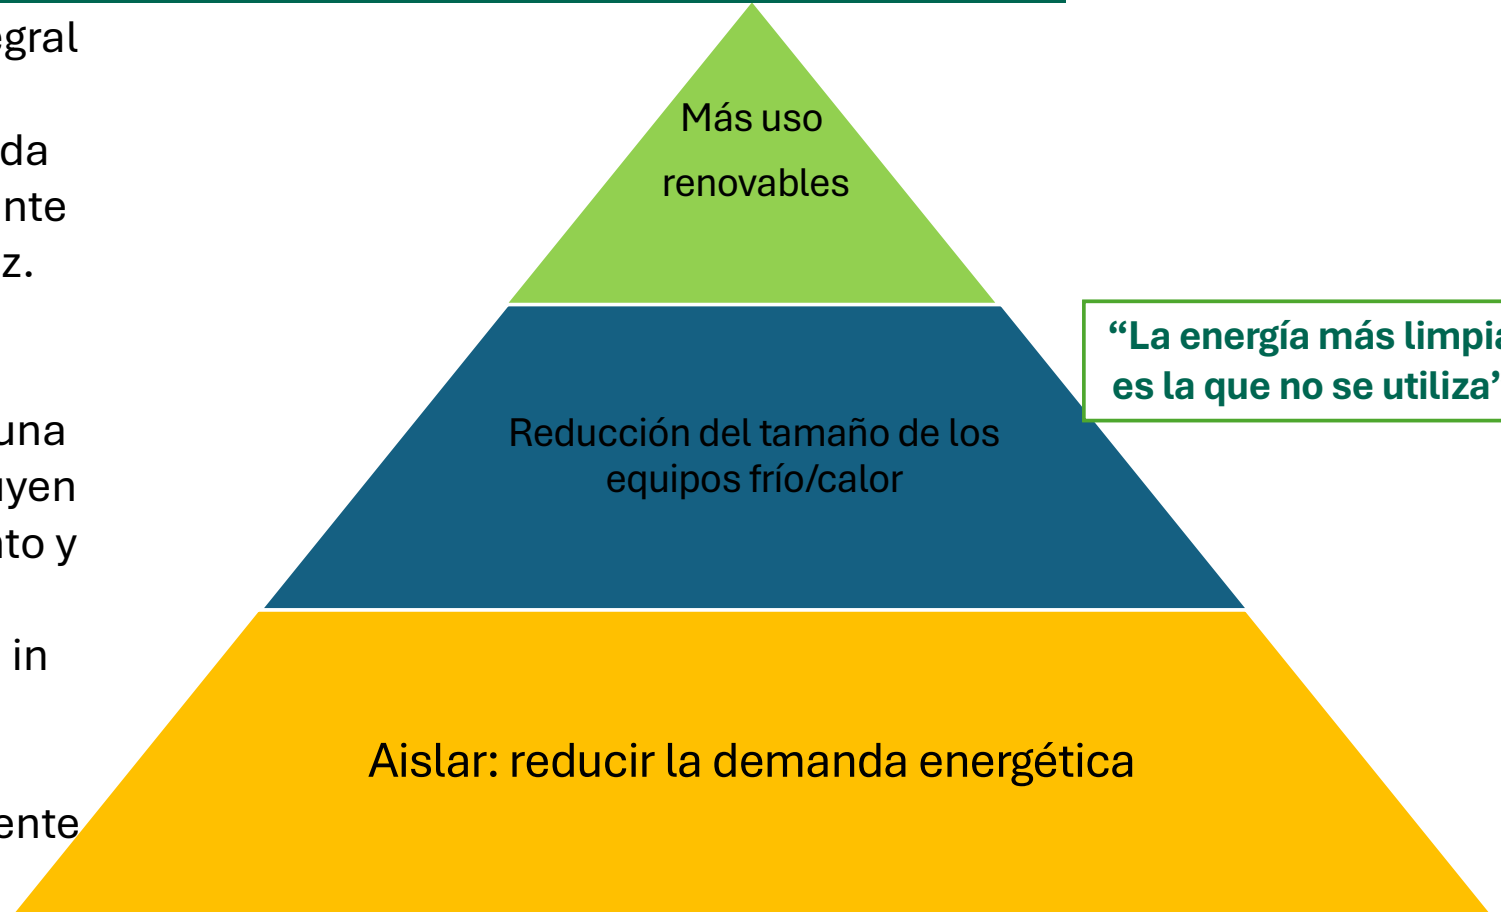 egral
da
nte
z.
una
uyen
nto y
in
ente
Más uso
renovables
Reducción del tamaño de los
equipos frío/calor
Aislar: reducir la demanda energética
“La energía más limpia
es la que no se utiliza”